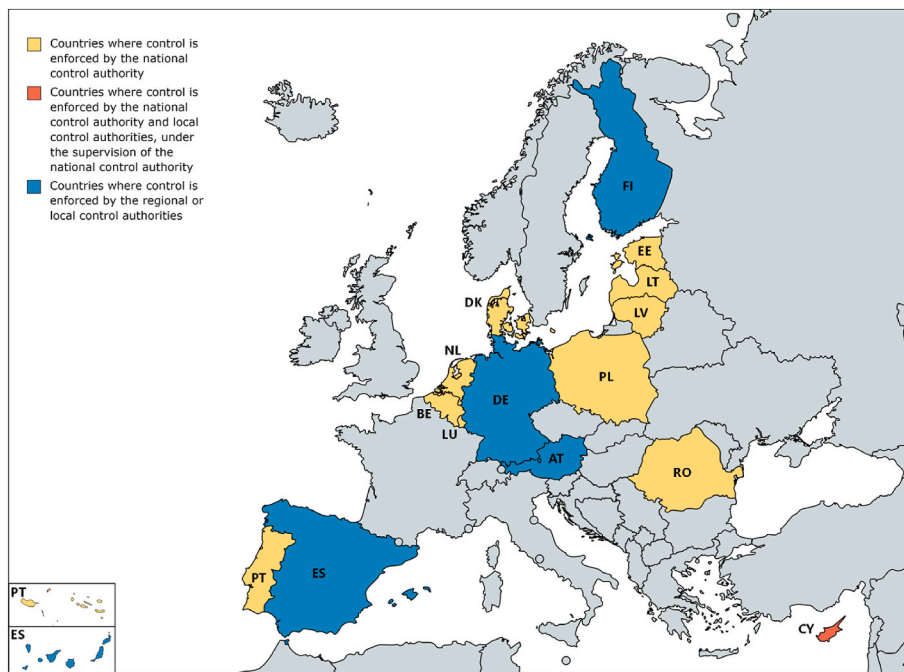 Countries where control is
enforced by the national
control authority
Countries where control is
enforced by the national
control authority and local
control authorities, under
the supervision of the
national control authority
Countries where control is
enforced by the regional or
local control authorities
FI
EE
LT
DK
LV
NL
PL
DE
BE
LU
AT
RO
PT
ES
PT
ES
CY